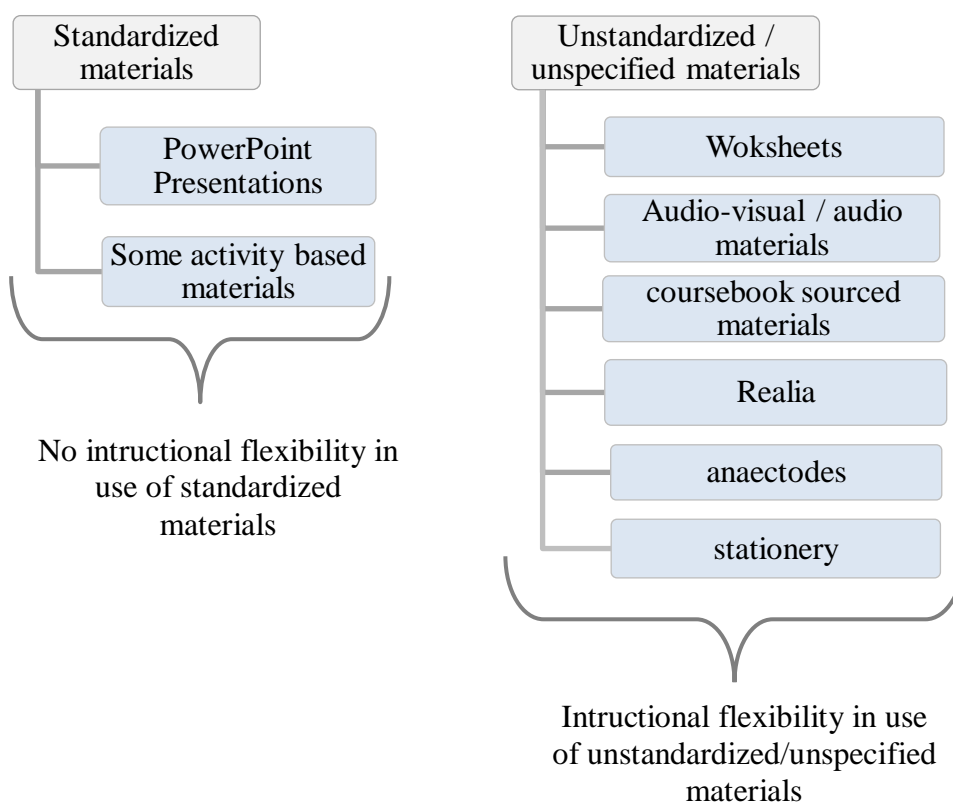 Standardized
materials
PowerPoint
Presentations
Some activity based
materials
No intructional flexibility in
use of standardized
materials
Unstandardized /
unspecified materials
Woksheets
Audio-visual / audio
materials
coursebook sourced
materials
Realia
anaectodes
stationery
Intructional flexibility in use
of unstandardized/unspecified
materials